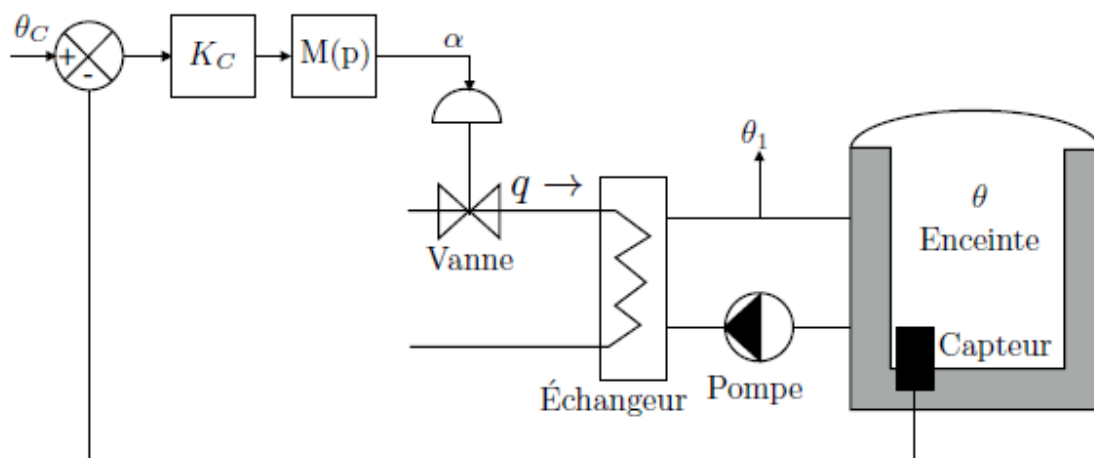 θ_C
+
-
K_C
M(p)
α
q →
Vanne
Échangeur
θ_1
Pompe
θ
Enceinte
Capteur